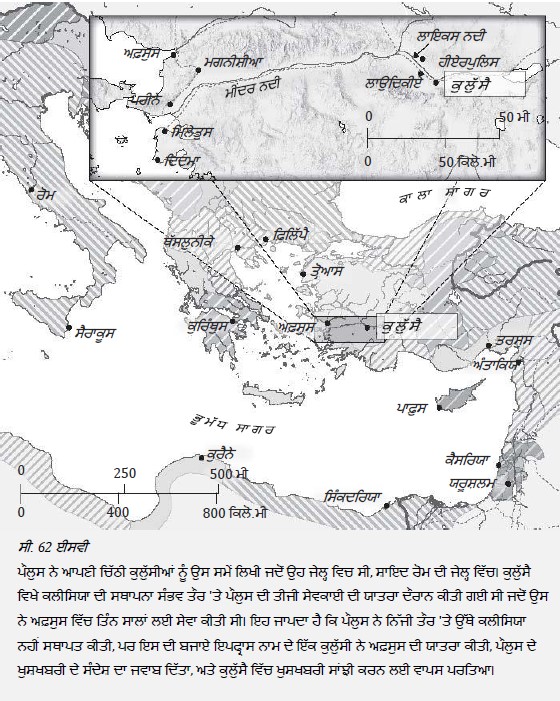 ਲਾਇਕਸ ਨਦੀ
ਅਫ਼ਸੁਸ
ਮਗਨੀਸੀਆ
ਹੀਏਰਪੁਲਿਸ
ਲਾਉਦਿਕੀਏ
ਕੁਲੁੱਸੈ
ਮੀਂਦਰ ਨਦੀ
ਪਰੀਨੇ
ਮਿਲੇਤੁਸ
ਦਿਦੁਮਾ
0 50 ਮੀ
0 50 ਕਿਲੋ.ਮੀ
ਰੋਮ
ਕਾਲਾ ਸਾਗਰ
ਥੱਸਲੁਨੀਕੇ
ਫ਼ਿਲਿੱਪੈ
ਤ੍ਰੋਆਸ
ਸੈਰਾਕੂਸ
ਕੁਰਿੰਥੁਸ
ਅਫ਼ਸੁਸ
ਕੁਲੁੱਸੈ
ਤਰਸੁਸ
ਅੰਤਾਕਿਯਾ
ਪਾਫ਼ੁਸ
ਭੂਮੱਧ ਸਾਗਰ
ਕੁਰੈਨੇ
ਕੈਸਰਿਯਾ
ਯਰੂਸ਼ਲਮ
ਸਿਕੰਦਰਿਯਾ
0 250 500 ਮੀ
0 400 800 ਕਿਲੋ.ਮੀ
ਸੀ. 62 ਈਸਵੀ
ਪੌਲੁਸ ਨੇ ਆਪਣੀ ਚਿੱਠੀ ਕੁਲੁੱਸੀਆਂ ਨੂੰ ਉਸ ਸਮੇਂ ਲਿਖੀ ਜਦੋਂ ਉਹ ਜੇਲ੍ਹ ਵਿਚ ਸੀ, ਸਾਇਦ ਰੋਮ ਦੀ ਜੇਲ੍ਹ ਵਿੱਚ। ਕੁਲੁੱਸੈ
ਵਿਖੇ ਕਲੀਸਿਯਾ ਦੀ ਸਥਾਪਨਾ ਸੰਭਵ ਤੌਰ 'ਤੇ ਪੌਲੁਸ ਦੀ ਤੀਜੀ ਸੇਵਕਾਈ ਦੀ ਯਾਤਰਾ ਦੌਰਾਨ ਕੀਤੀ ਗਈ ਸੀ ਜਦੋਂ ਉਸ
ਨੇ ਅਫ਼ਸੁਸ ਵਿੱਚ ਤਿੰਨ ਸਾਲਾਂ ਲਈ ਸੇਵਾ ਕੀਤੀ ਸੀ। ਇਹ ਜਾਪਦਾ ਹੈ ਕਿ ਪੌਲੁਸ ਨੇ ਨਿੱਜੀ ਤੌਰ 'ਤੇ ਉੱਥੇ ਕਲੀਸਿਯਾ
ਨਹੀਂ ਸਥਾਪਤ ਕੀਤੀ, ਪਰ ਇਸ ਦੀ ਬਜਾਏ ਇਪਫ੍ਰਾਸ ਨਾਮ ਦੇ ਇੱਕ ਕੁਲੁੱਸੀ ਨੇ ਅਫ਼ਸੁਸ ਦੀ ਯਾਤਰਾ ਕੀਤੀ, ਪੌਲੁਸ ਦੇ
ਖੁਸ਼ਖਬਰੀ ਦੇ ਸੰਦੇਸ਼ ਦਾ ਜਵਾਬ ਦਿੱਤਾ, ਅਤੇ ਕੁਲੁੱਸੈ ਵਿੱਚ ਖੁਸ਼ਖਬਰੀ ਸਾਂਝੀ ਕਰਨ ਲਈ ਵਾਪਸ ਪਰਤਿਆ।